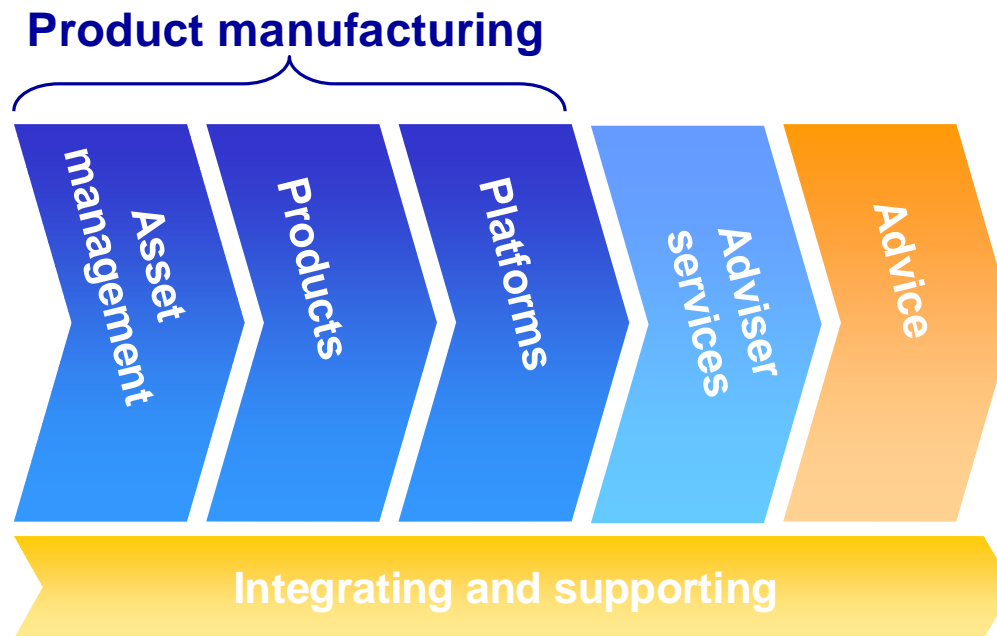 Product manufacturing
Asset
management
Products
Platforms
Adviser
services
Advice
Integrating and supporting